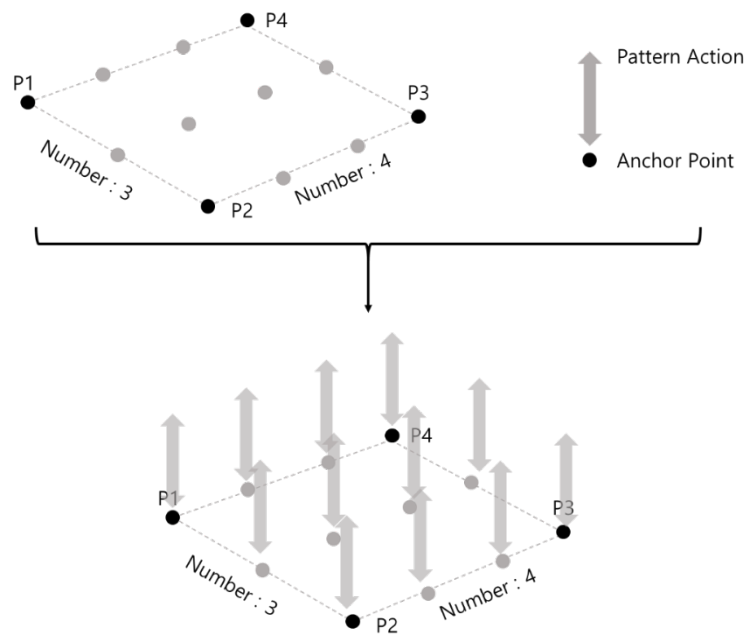 P4
Pattern Action
P1
P3
Anchor Point
Number : 3
Number : 4
P2
P4
P1
P3
Number : 3
Number : 4
P2